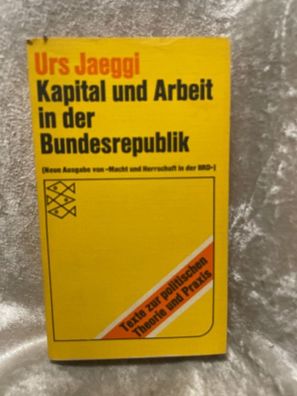 Urs Jaeggi
Kapital und Arbeit
in der
Bundesrepublik
(Neue Ausgabe von »Macht und Herrschaft in der BRD«)
Texte zur politischen
Theorie und Praxis